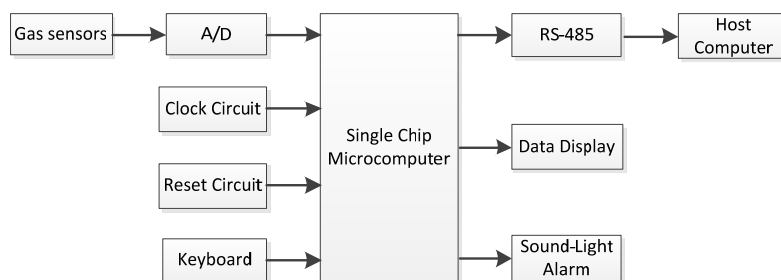 Gas sensors
A/D
RS-485
Host
Computer
Clock Circuit
Single Chip
Microcomputer
Data Display
Reset Circuit
Keyboard
Sound-Light
Alarm